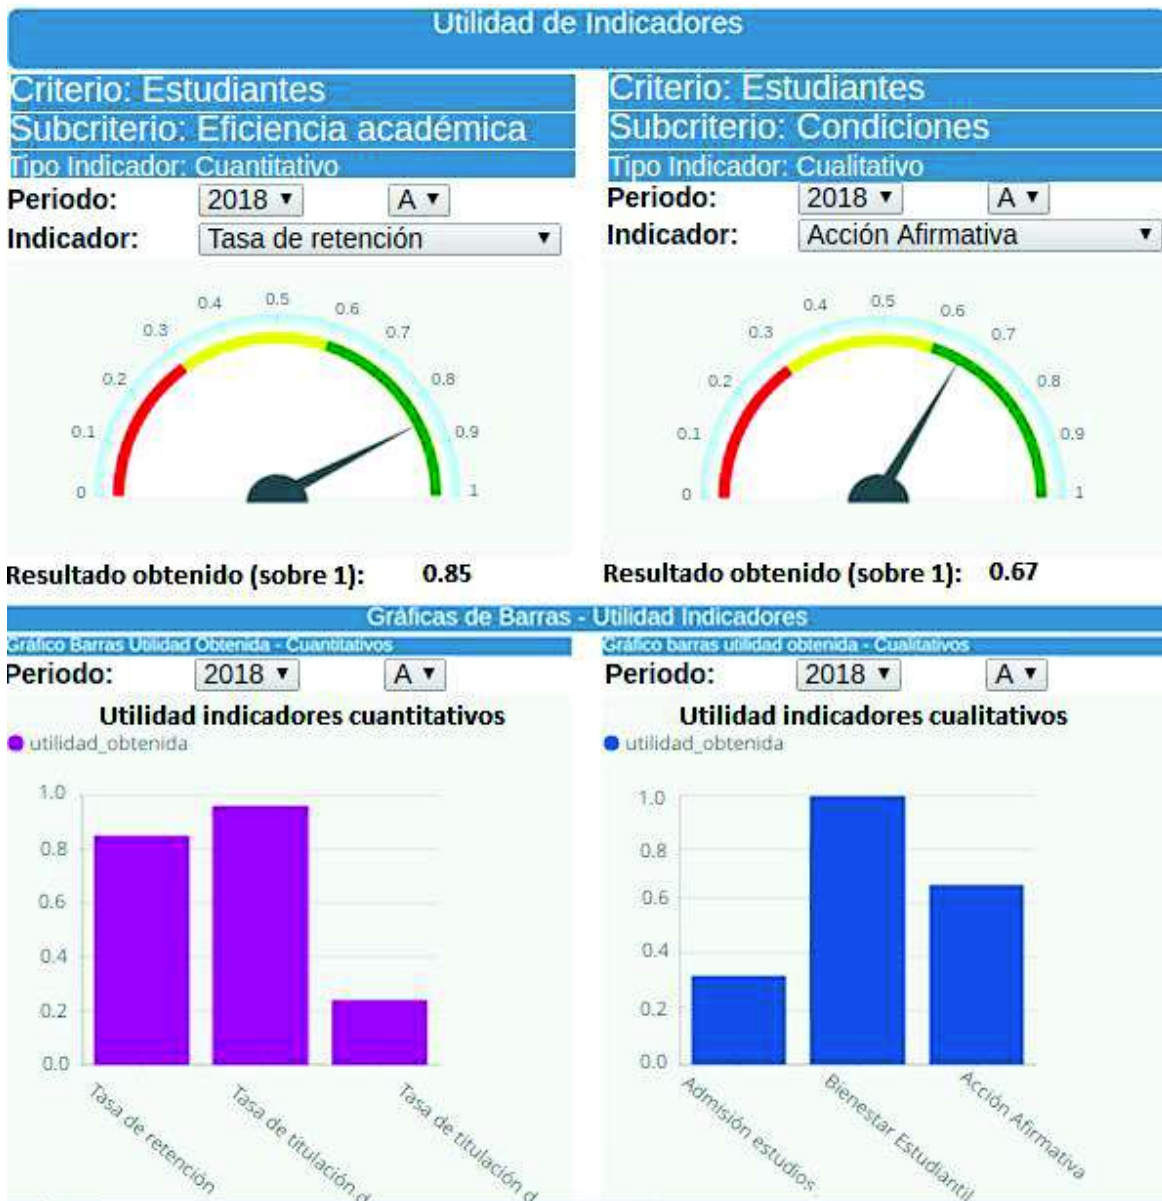 Utilidad de Indicadores
Criterio: Estudiantes
Subcriterio: Eficiencia académica
Tipo Indicador: Cuantitativo
Periodo: 2018 ▼ A ▼
Indicador: Tasa de retención ▼
0 0.1 0.2 0.3 0.4 0.5 0.6 0.7 0.8 0.9 1
Resultado obtenido (sobre 1): 0.85
Criterio: Estudiantes
Subcriterio: Condiciones
Tipo Indicador: Cualitativo
Periodo: 2018 ▼ A ▼
Indicador: Acción Afirmativa ▼
0 0.1 0.2 0.3 0.4 0.5 0.6 0.7 0.8 0.9 1
Resultado obtenido (sobre 1): 0.67
Gráficas de Barras - Utilidad Indicadores
Gráfico Barras Utilidad Obtenida - Cuantitativos
Periodo: 2018 ▼ A ▼
Utilidad indicadores cuantitativos
utilidad_obtenida
1.0
0.8
0.6
0.4
0.2
0.0
Tasa de retención
Tasa de titulación d
Tasa de titulación d
Gráfico barras utilidad obtenida - Cualitativos
Periodo: 2018 ▼ A ▼
Utilidad indicadores cualitativos
utilidad_obtenida
1.0
0.8
0.6
0.4
0.2
0.0
Admisión estudios.
Bienestar Estudiantil
Acción Afirmativa